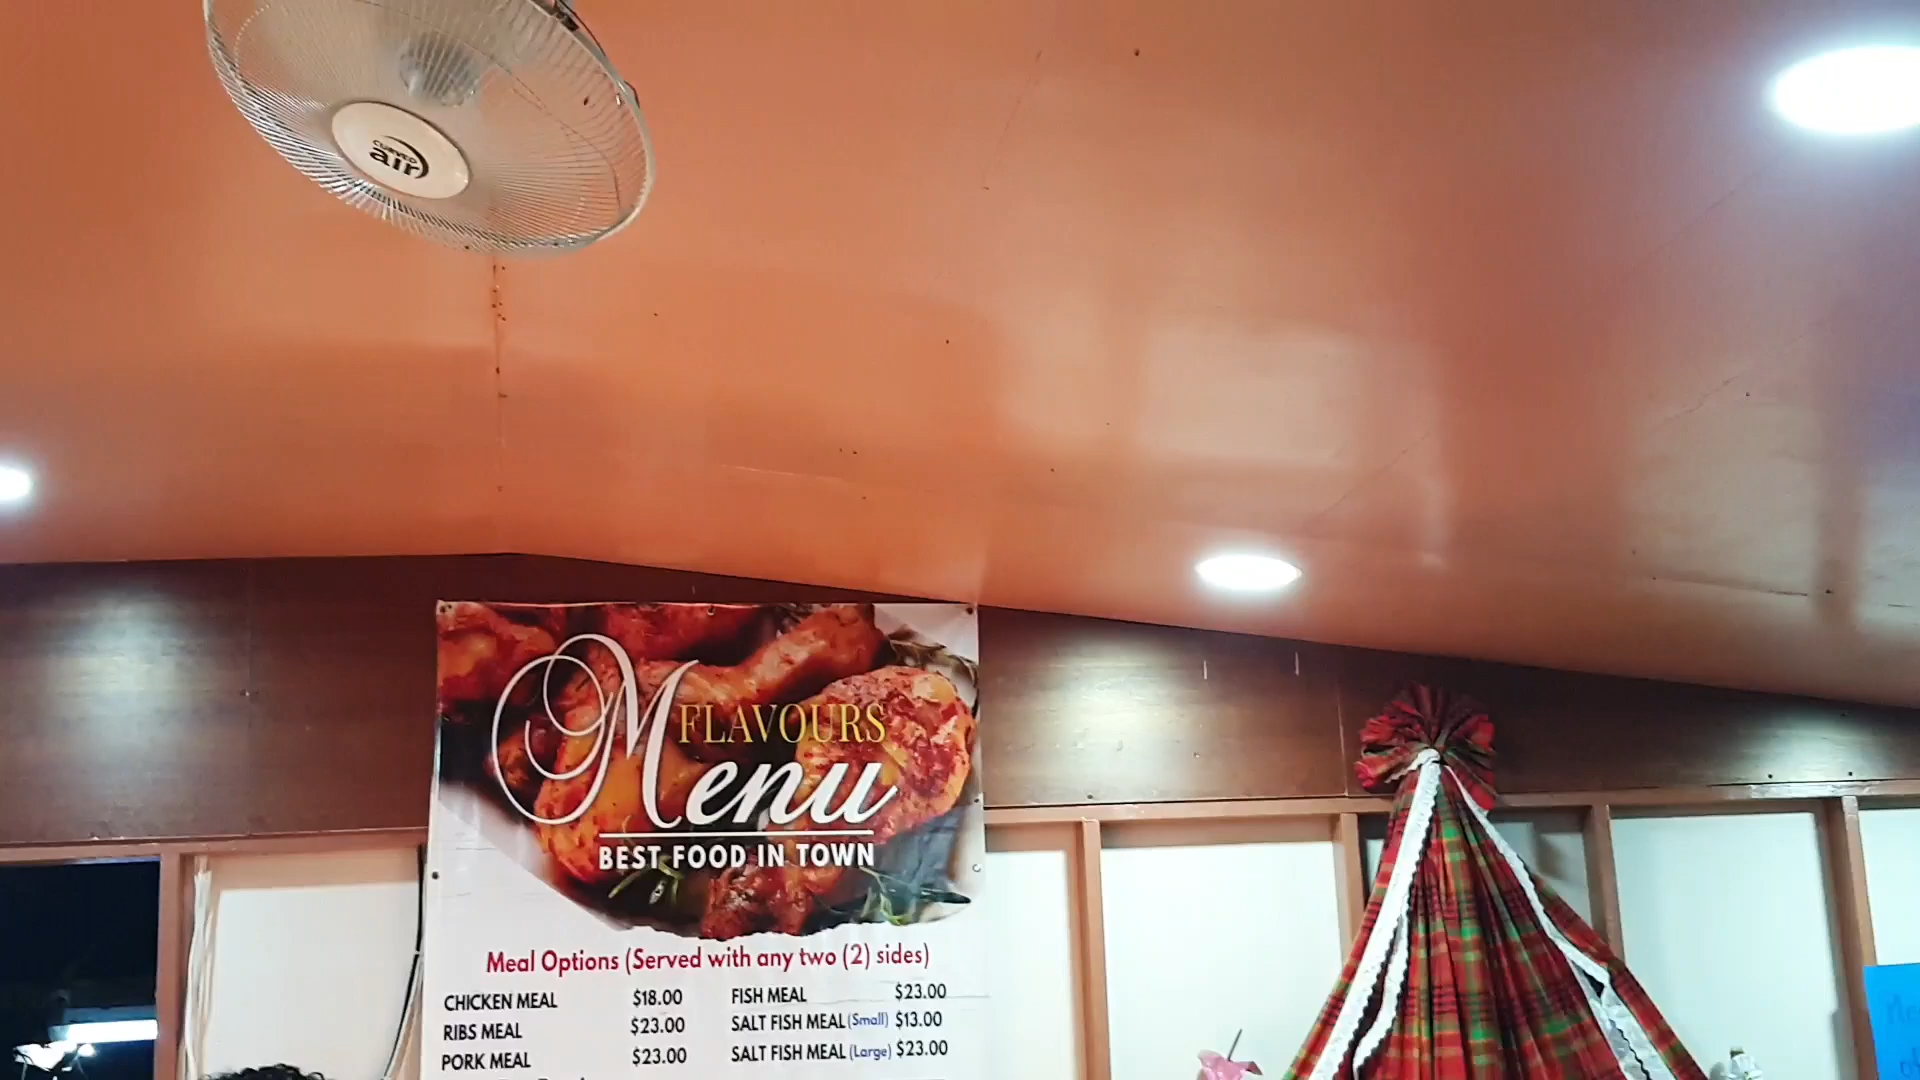 CURVED
air
FLAVOURS
Menu
BEST FOOD IN TOWN
Meal Options (Served with any two (2) sides)
CHICKEN MEAL $18.00
RIBS MEAL $23.00
PORK MEAL $23.00
FISH MEAL $23.00
SALT FISH MEAL (Small) $13.00
SALT FISH MEAL (Large) $23.00